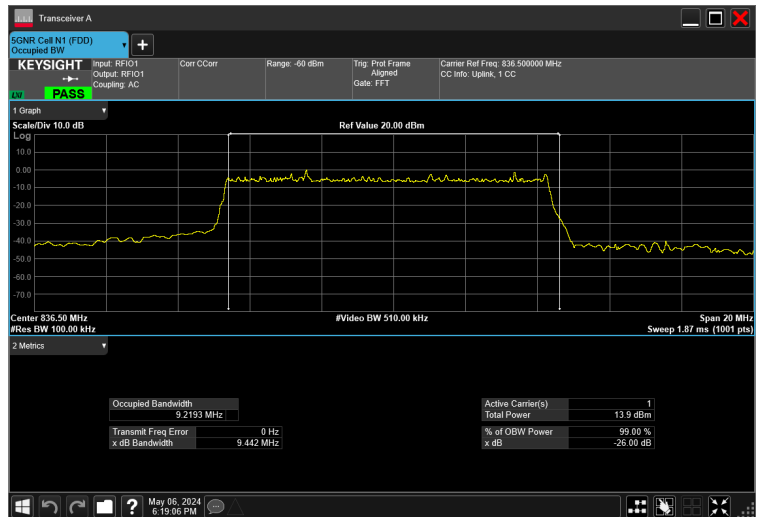 Transceiver A
5GNR Cell N1 (FDD)
Occupied BW
KEYSIGHT
LXI
PASS
Input: RFIO1
Output: RFIO1
Coupling: AC
Corr CCorr
Range: -60 dBm
Trig: Prot Frame
Aligned
Gate: FFT
Carrier Ref Freq: 836.500000 MHz
CC Info: Uplink, 1 CC
1 Graph
Scale/Div 10.0 dB
Ref Value 20.00 dBm
Log
10.0
0.00
-10.0
-20.0
-30.0
-40.0
-50.0
-60.0
-70.0
Center 836.50 MHz
#Video BW 510.00 kHz
Span 20 MHz
#Res BW 100.00 kHz
Sweep 1.87 ms (1001 pts)
2 Metrics
Occupied Bandwidth
9.2193 MHz
Transmit Freq Error 0 Hz
x dB Bandwidth 9.442 MHz
Active Carrier(s) 1
Total Power 13.9 dBm
% of OBW Power 99.00 %
x dB -26.00 dB
?
May 06, 2024
6:19:06 PM